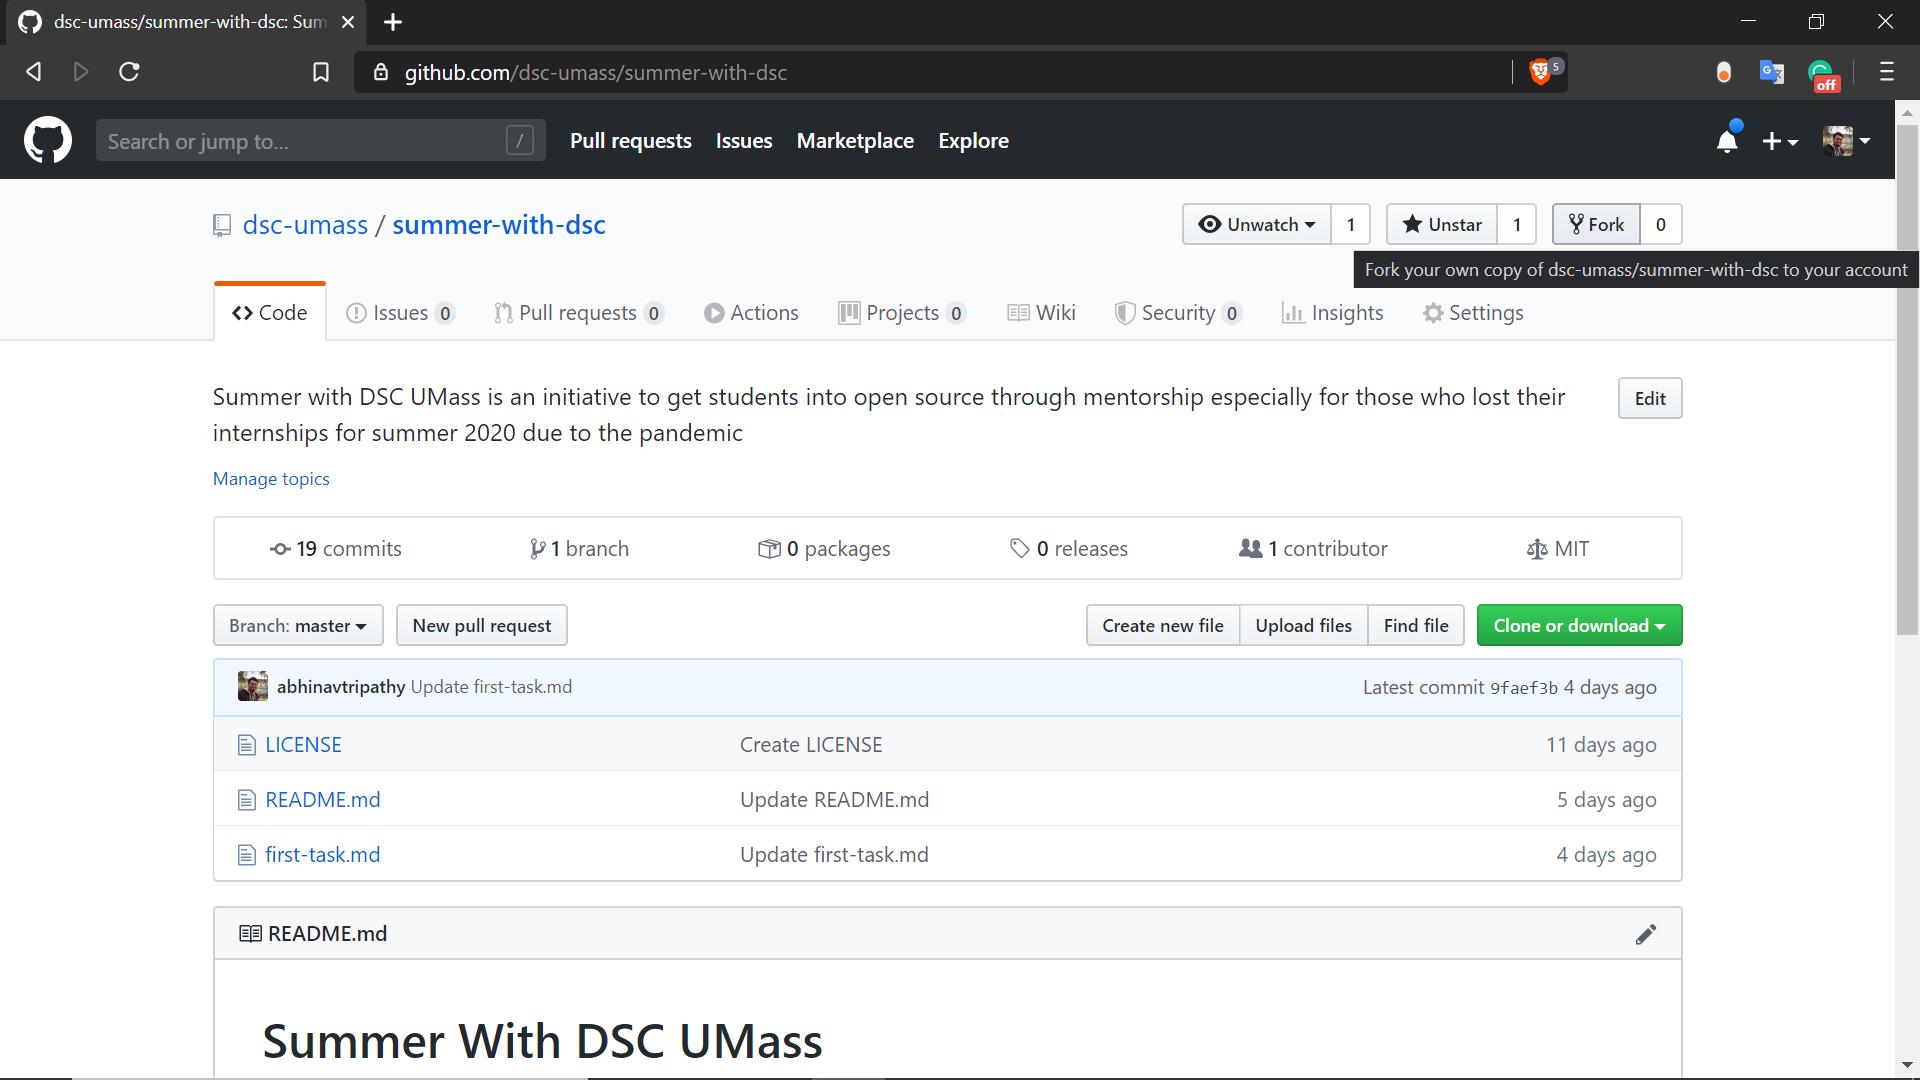 dsc-umass/summer-with-dsc: Sum
github.com/dsc-umass/summer-with-dsc
5
off
Search or jump to...
/
Pull requests
Issues
Marketplace
Explore
dsc-umass / summer-with-dsc
Unwatch 1
Unstar 1
Fork 0
Fork your own copy of dsc-umass/summer-with-dsc to your account
Code
Issues 0
Pull requests 0
Actions
Projects 0
Wiki
Security 0
Insights
Settings
Summer with DSC UMass is an initiative to get students into open source through mentorship especially for those who lost their
internships for summer 2020 due to the pandemic
Edit
Manage topics
19 commits
1 branch
0 packages
0 releases
1 contributor
MIT
Branch: master
New pull request
Create new file
Upload files
Find file
Clone or download
abhinavtripathy Update first-task.md
Latest commit 9faef3b 4 days ago
LICENSE Create LICENSE 11 days ago
README.md Update README.md 5 days ago
first-task.md Update first-task.md 4 days ago
README.md
Summer With DSC UMass